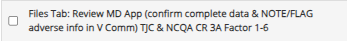 Files Tab: Review MD App (confirm complete data & NOTE/FLAG
adverse info in V Comm) TJC & NCQA CR 3A Factor 1-6